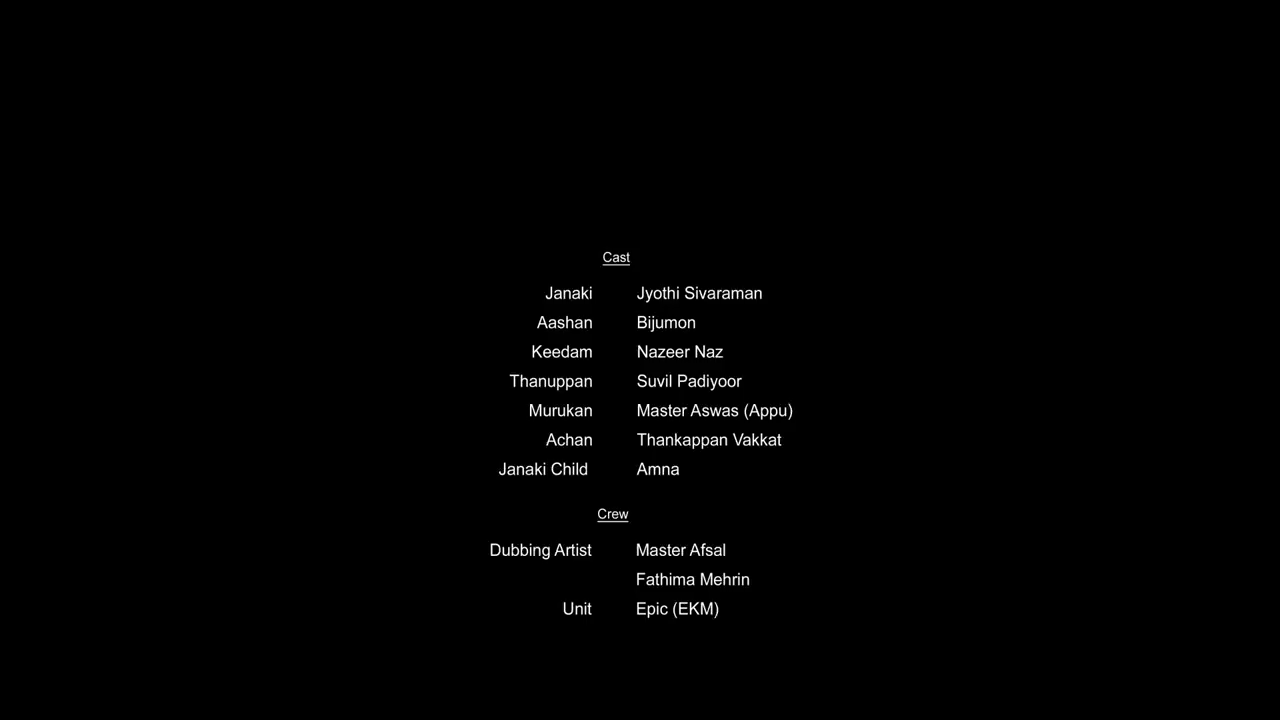 Cast
Janaki Jyothi Sivaraman
Aashan Bijumon
Keedam Nazeer Naz
Thanuppan Suvil Padiyoor
Murukan Master Aswas (Appu)
Achan Thankappan Vakkat
Janaki Child Amna
Crew
Dubbing Artist Master Afsal
Fathima Mehrin
Unit Epic (EKM)